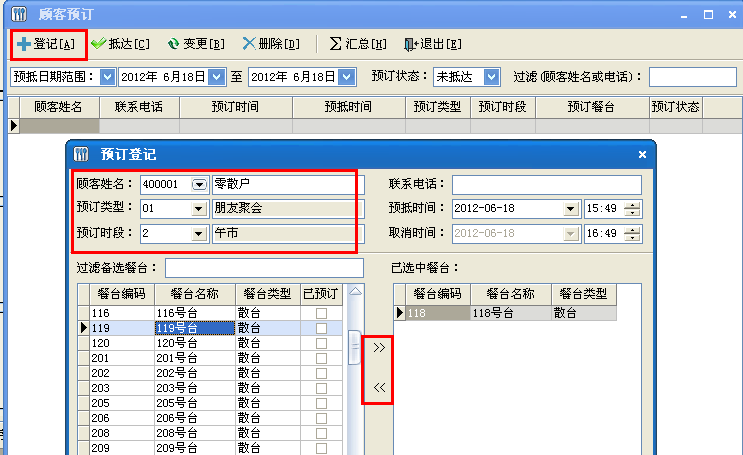 顾客预订
登记[A] 抵达[C] 变更[B] 删除[D] 汇总[H] 退出[E]
预抵日期范围： 2012年 6月18日 至 2012年 6月18日 预订状态： 未抵达 过滤(顾客姓名或电话)：
顾客姓名 联系电话 预订时间 预抵时间 预订类型 预订时段 预订餐台 预订状态
预订登记
顾客姓名： 400001 零散户 联系电话：
预订类型： 01 朋友聚会 预抵时间： 2012-06-18 15:49
预订时段： 2 午市 取消时间： 2012-06-18 16:49
过滤备选餐台： 已选中餐台：
餐台编码 餐台名称 餐台类型 已预订 餐台编码 餐台名称 餐台类型
116 116号台 散台 118 118号台 散台
119 119号台 散台
120 120号台 散台
201 201号台 散台
202 202号台 散台
203 203号台 散台
205 205号台 散台
206 206号台 散台
208 208号台 散台
209 209号台 散台
>>
<<